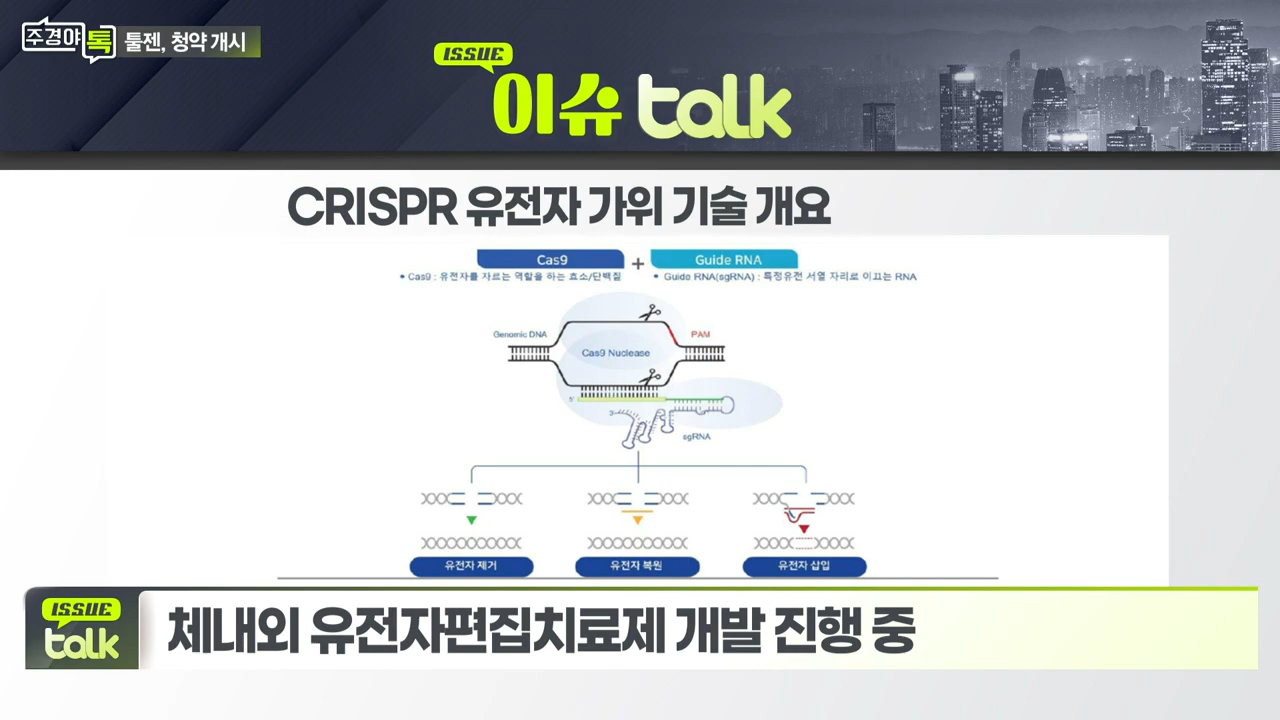 주경야톡 툴젠, 청약 개시
ISSUE
이슈 talk
CRISPR 유전자 가위 기술 개요
Cas9 + Guide RNA
• Cas9 : 유전자를 자르는 역할을 하는 효소/단백질 • Guide RNA(sgRNA) : 특정유전 서열 자리로 이끄는 RNA
Genomic DNA PAM
Cas9 Nuclease
5'
3'
sgRNA
유전자 제거 유전자 복원 유전자 삽입
ISSUE
talk
체내외 유전자편집치료제 개발 진행 중